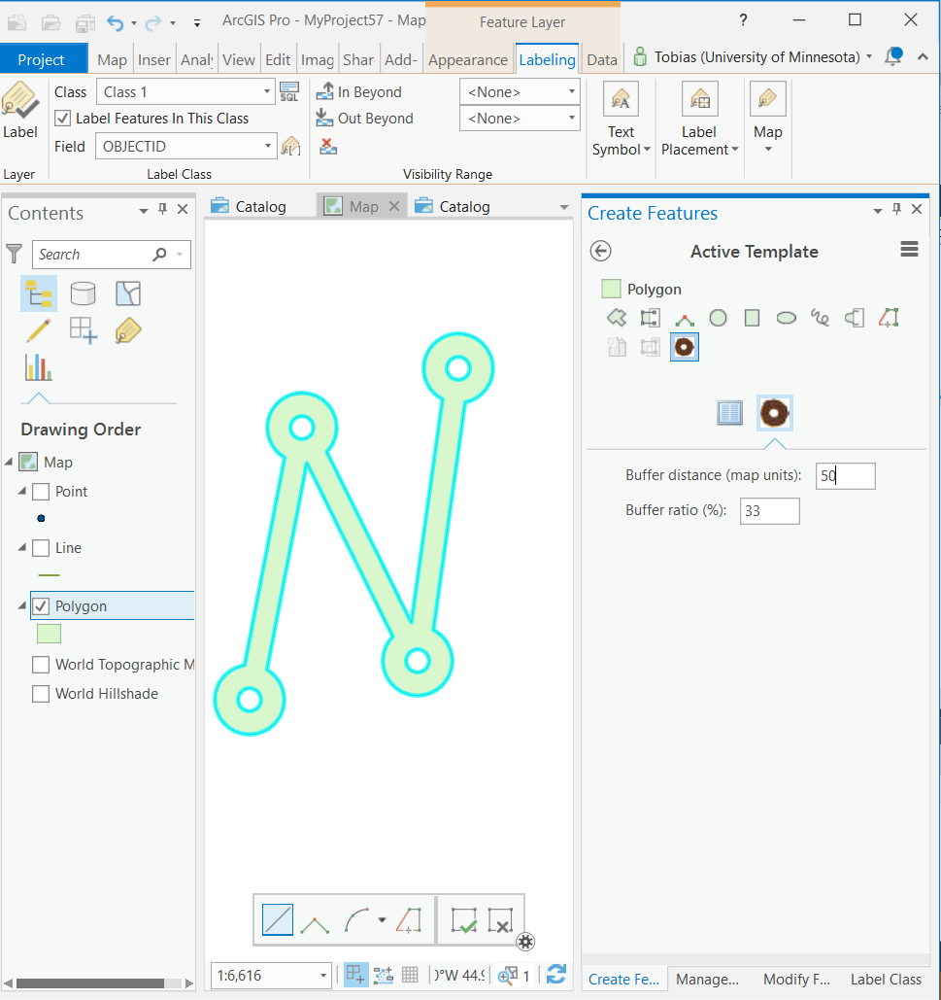 ArcGIS Pro - MyProject57 - Map
Feature Layer
?
Project
Map
Inser
Analy
View
Edit
Imag
Shar
Add-
Appearance
Labeling
Data
Tobias (University of Minnesota)
Class
Class 1
SQL
In Beyond
<None>
Label Features In This Class
Out Beyond
<None>
Label
Field
OBJECTID
Text
Symbol
Label
Placement
Map
Layer
Label Class
Visibility Range
Contents
Catalog
Map
Catalog
Create Features
Search
Active Template
Polygon
Drawing Order
Map
Point
Line
Polygon
World Topographic M
World Hillshade
Buffer distance (map units):
50
Buffer ratio (%):
33
1:6,616
)°W 44.9
1
Create Fe...
Manage...
Modify F...
Label Class